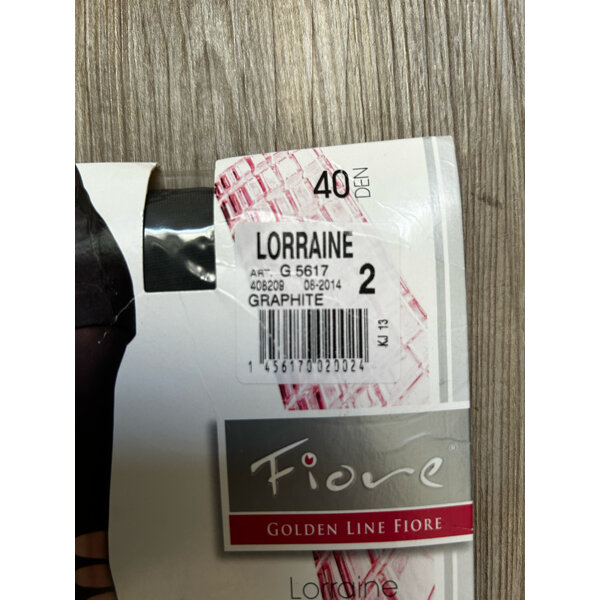 40 DEN
LORRAINE
ART. G.5617
2
408209 08-2014
GRAPHITE
KJ 13
1 456170 020024
Fiore®
GOLDEN LINE FIORE
Lorraine